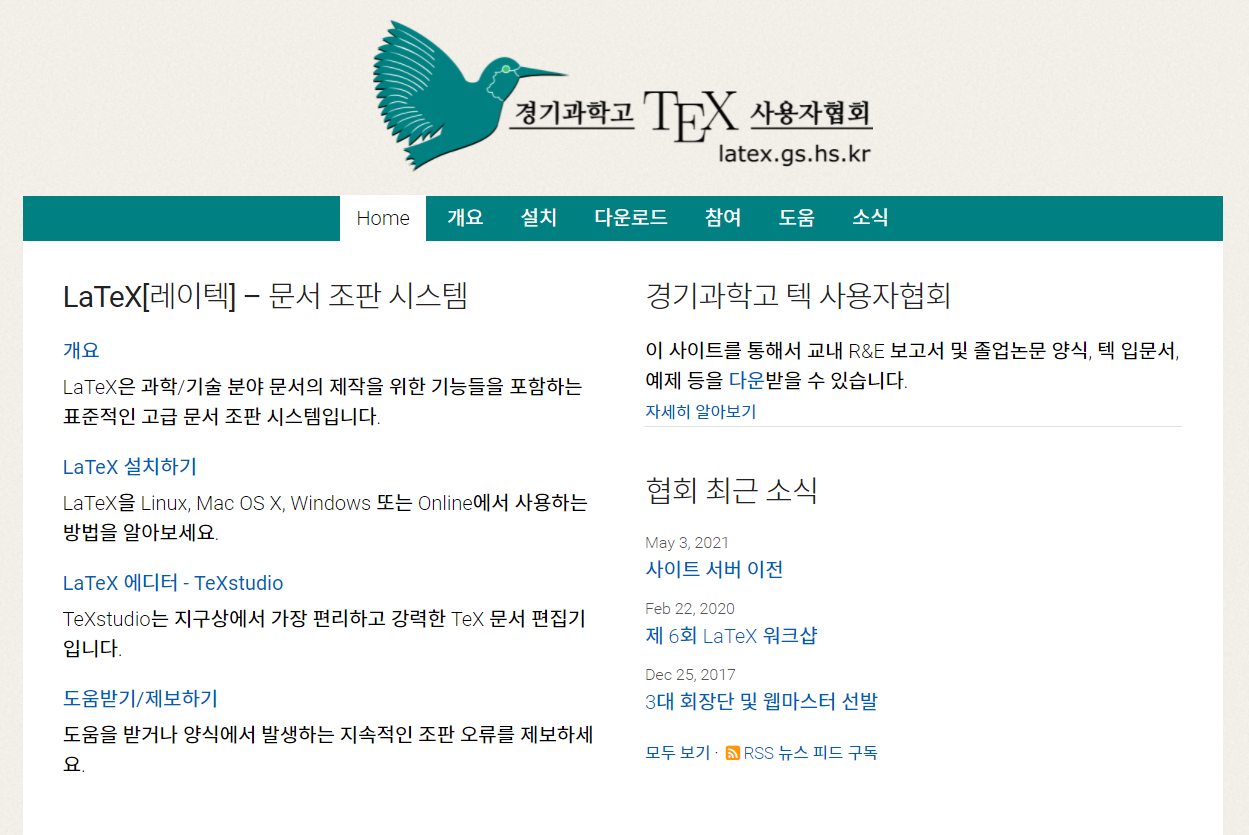 경기과학고 TEX 사용자협회
latex.gs.hs.kr
Home 개요 설치 다운로드 참여 도움 소식
LaTeX[레이텍] – 문서 조판 시스템
개요
LaTeX은 과학/기술 분야 문서의 제작을 위한 기능들을 포함하는
표준적인 고급 문서 조판 시스템입니다.
LaTeX 설치하기
LaTeX을 Linux, Mac OS X, Windows 또는 Online에서 사용하는
방법을 알아보세요.
LaTeX 에디터 - TeXstudio
TeXstudio는 지구상에서 가장 편리하고 강력한 TeX 문서 편집기
입니다.
도움받기/제보하기
도움을 받거나 양식에서 발생하는 지속적인 조판 오류를 제보하세
요.
경기과학고 텍 사용자협회
이 사이트를 통해서 교내 R&E 보고서 및 졸업논문 양식, 텍 입문서,
예제 등을 다운받을 수 있습니다.
자세히 알아보기
협회 최근 소식
May 3, 2021
사이트 서버 이전
Feb 22, 2020
제 6회 LaTeX 워크샵
Dec 25, 2017
3대 회장단 및 웹마스터 선발
모두 보기 · RSS 뉴스 피드 구독